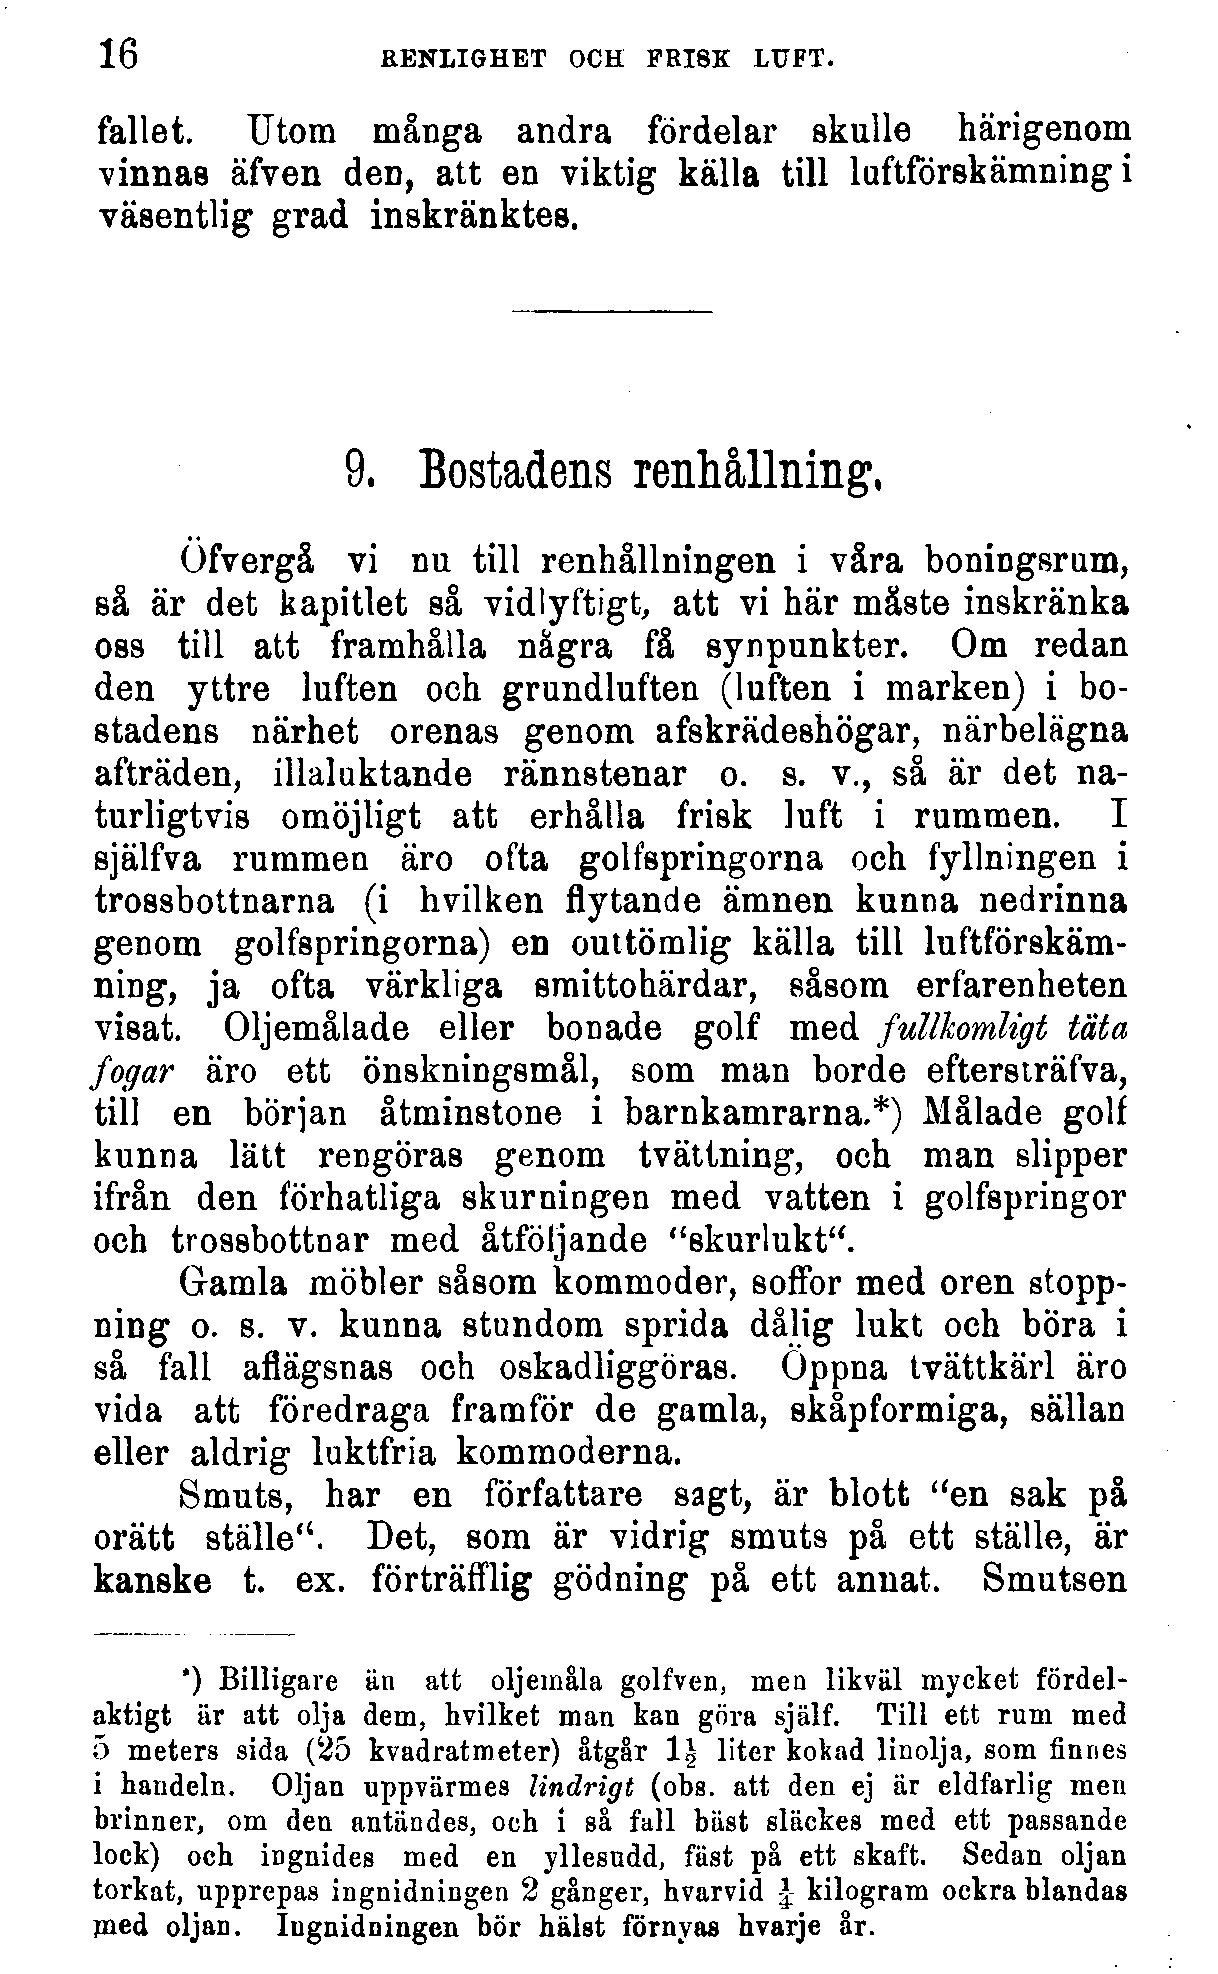 16 RENLIGHET OCH FRISK LUFT.
fallet. Utom många andra fördelar skulle härigenom
vinnas äfven den, att en viktig källa till luftförskämning i
väsentlig grad inskränktes.
9. Bostadens renhållning.
Öfvergå vi nu till renhållningen i våra boningsrum,
så är det kapitlet så vidlyftigt, att vi här måste inskränka
oss till att framhålla några få synpunkter. Om redan
den yttre luften och grundluften (luften i marken) i bo-
stadens närhet orenas genom afskrädeshögar, närbelägna
afträden, illaluktande rännstenar o. s. v., så är det na-
turligtvis omöjligt att erhålla frisk luft i rummen. I
själfva rummen äro ofta golfspringorna och fyllningen i
trossbottnarna (i hvilken flytande ämnen kunna nedrinna
genom golfspringorna) en outtömlig källa till luftförskäm-
ning, ja ofta värkliga smittohärdar, såsom erfarenheten
visat. Oljemålade eller bonade golf med fullkomligt täta
fogar äro ett önskningsmål, som man borde eftersträfva,
till en början åtminstone i barnkamrarna.*) Målade golf
kunna lätt rengöras genom tvättning, och man slipper
ifrån den förhatliga skurningen med vatten i golfspringor
och trossbottnar med åtföljande “skurlukt“.
Gamla möbler såsom kommoder, soffor med oren stopp-
ning o. s. v. kunna stundom sprida dålig lukt och böra i
så fall aflägsnas och oskadliggöras. Öppna tvättkärl äro
vida att föredraga framför de gamla, skåpformiga, sällan
eller aldrig luktfria kommoderna.
Smuts, har en författare sagt, är blott “en sak på
orätt ställe“. Det, som är vidrig smuts på ett ställe, är
kanske t. ex. förträfflig gödning på ett annat. Smutsen
*) Billigare än att oljemåla golfven, men likväl mycket fördel-
aktigt är att olja dem, hvilket man kan göra själf. Till ett rum med
5 meters sida (25 kvadratmeter) åtgår 1½ liter kokad linolja, som finnes
i handeln. Oljan uppvärmes lindrigt (obs. att den ej är eldfarlig men
brinner, om den antändes, och i så fall bäst släckes med ett passande
lock) och ingnides med en yllesudd, fäst på ett skaft. Sedan oljan
torkat, upprepas ingnidningen 2 gånger, hvarvid ¼ kilogram ockra blandas
med oljan. Ingnidningen bör hälst förnyas hvarje år.